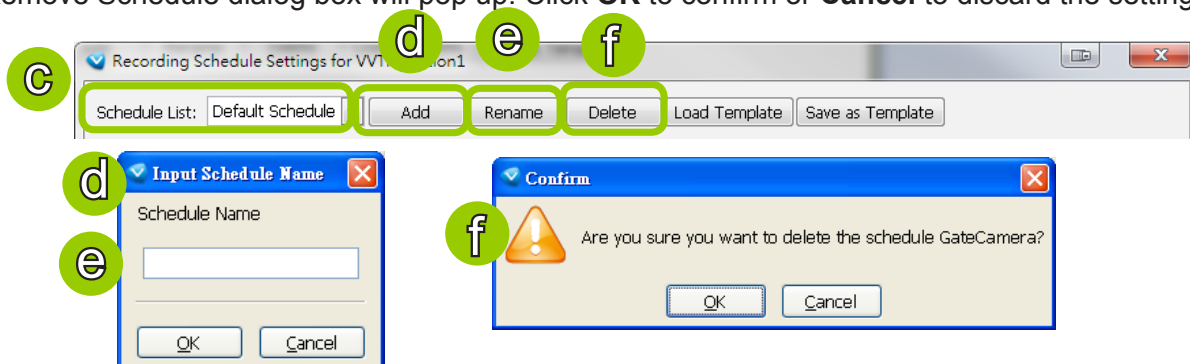 emove Schedule dialog box will pop up. Click OK to confirm or Cancel to discard the setting
d e f
c
Recording Schedule Settings for
Schedule List: Default Schedule Add Rename Delete Load Template Save as Template
d
Input Schedule Name
Schedule Name
e
OK Cancel
Confirm
f
Are you sure you want to delete the schedule GateCamera?
OK Cancel